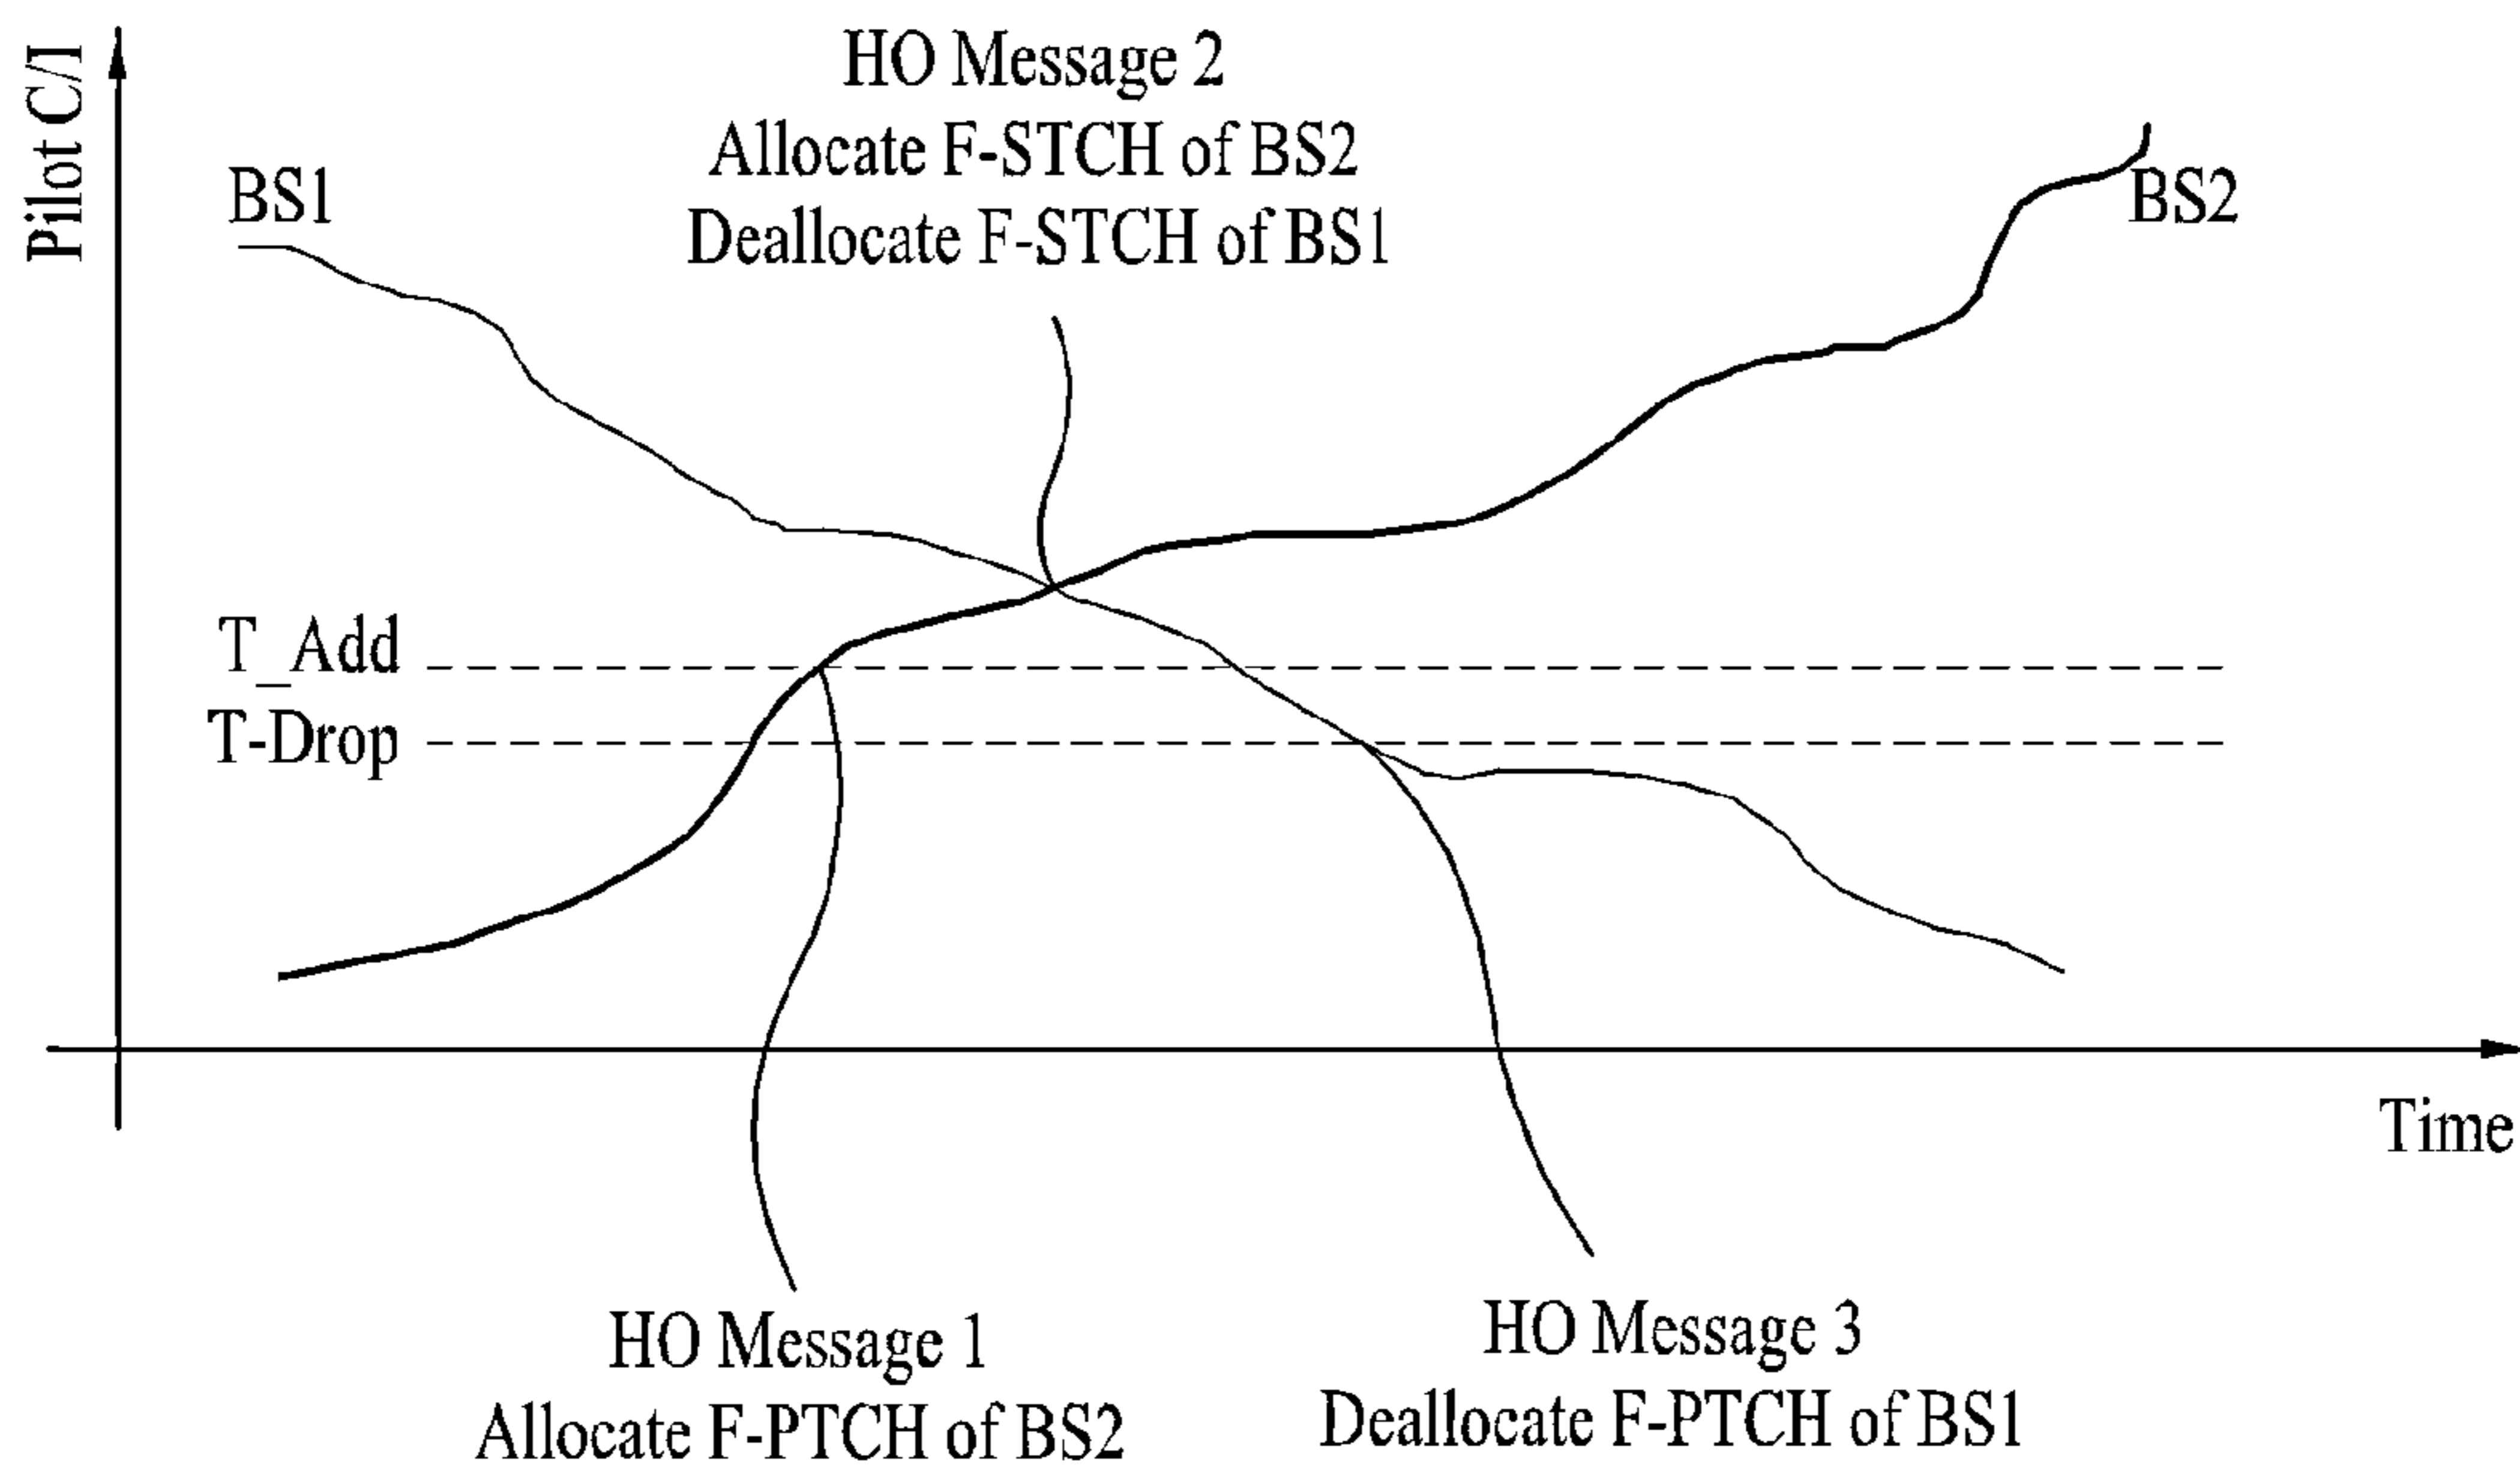 Pilot C/I
HO Message 2
Allocate F-STCH of BS2
Deallocate F-STCH of BS1
BS1
BS2
T_Add
T-Drop
Time
HO Message 1
Allocate F-PTCH of BS2
HO Message 3
Deallocate F-PTCH of BS1